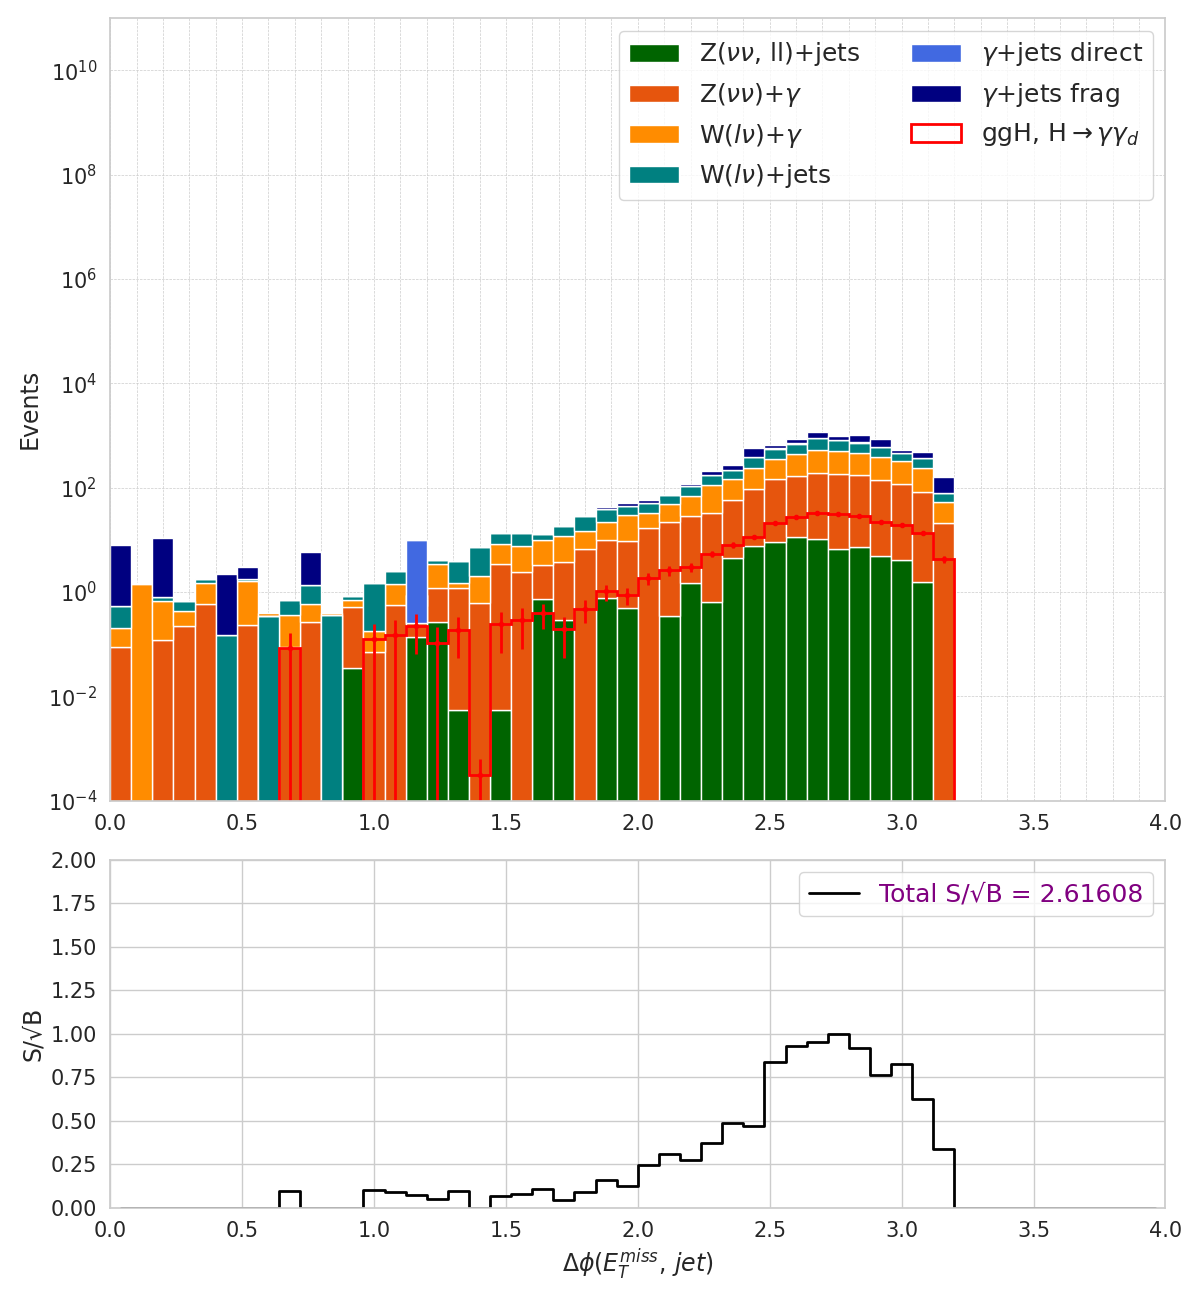 Z(νν, ll)+jets
Z(νν)+γ
W(lν)+γ
W(lν)+jets
γ+jets direct
γ+jets frag
ggH, H→γγ_d
Events
10^10
10^8
10^6
10^4
10^2
10^0
10^−2
10^−4
0.0 0.5 1.0 1.5 2.0 2.5 3.0 3.5 4.0
Total S/√B = 2.61608
S/√B
2.00
1.75
1.50
1.25
1.00
0.75
0.50
0.25
0.00
0.0 0.5 1.0 1.5 2.0 2.5 3.0 3.5 4.0
Δϕ(E_T^miss, jet)